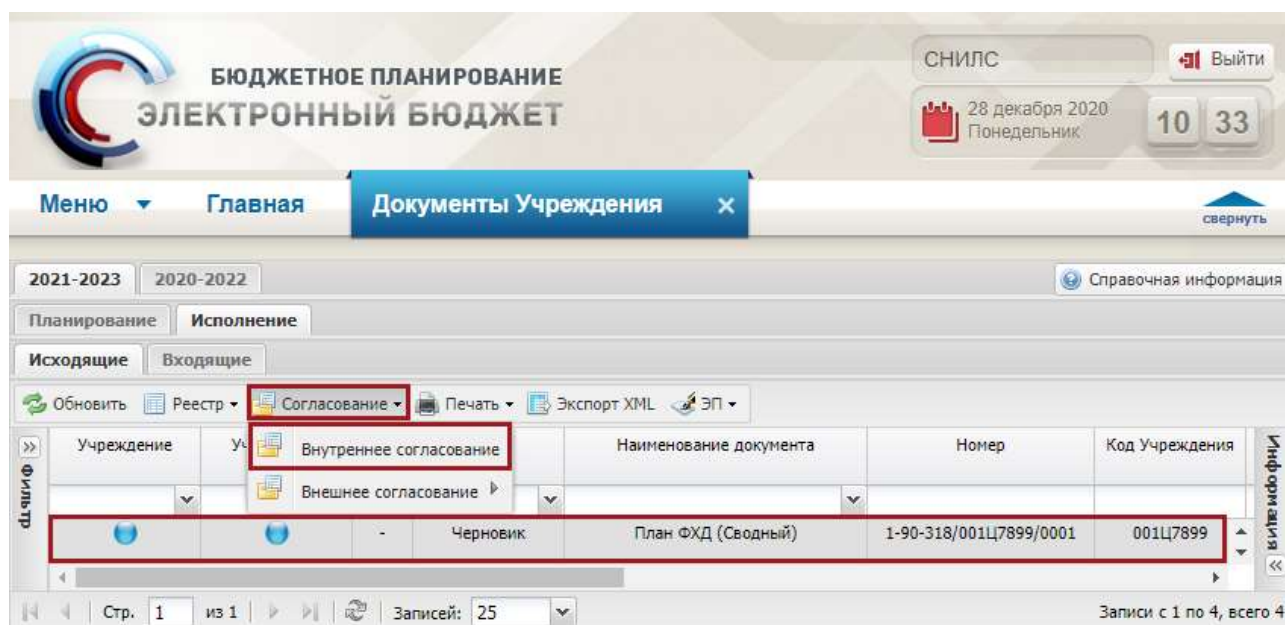 БЮДЖЕТНОЕ ПЛАНИРОВАНИЕ
ЭЛЕКТРОННЫЙ БЮДЖЕТ
СНИЛС
Выйти
28 декабря 2020
Понедельник
10 33
Меню
Главная
Документы Учреждения
свернуть
2021-2023 2020-2022
Справочная информация
Планирование Исполнение
Исходящие Входящие
Обновить Реестр Согласование Печать Экспорт XML ЭП
Учреждение Наименование документа Номер Код Учреждения
Внутреннее согласование
Внешнее согласование
Фильтр
Информация
- Черновик План ФХД (Сводный) 1-90-318/001Ц7899/0001 001Ц7899
Стр. 1 из 1 Записей: 25 Записи с 1 по 4, всего 4